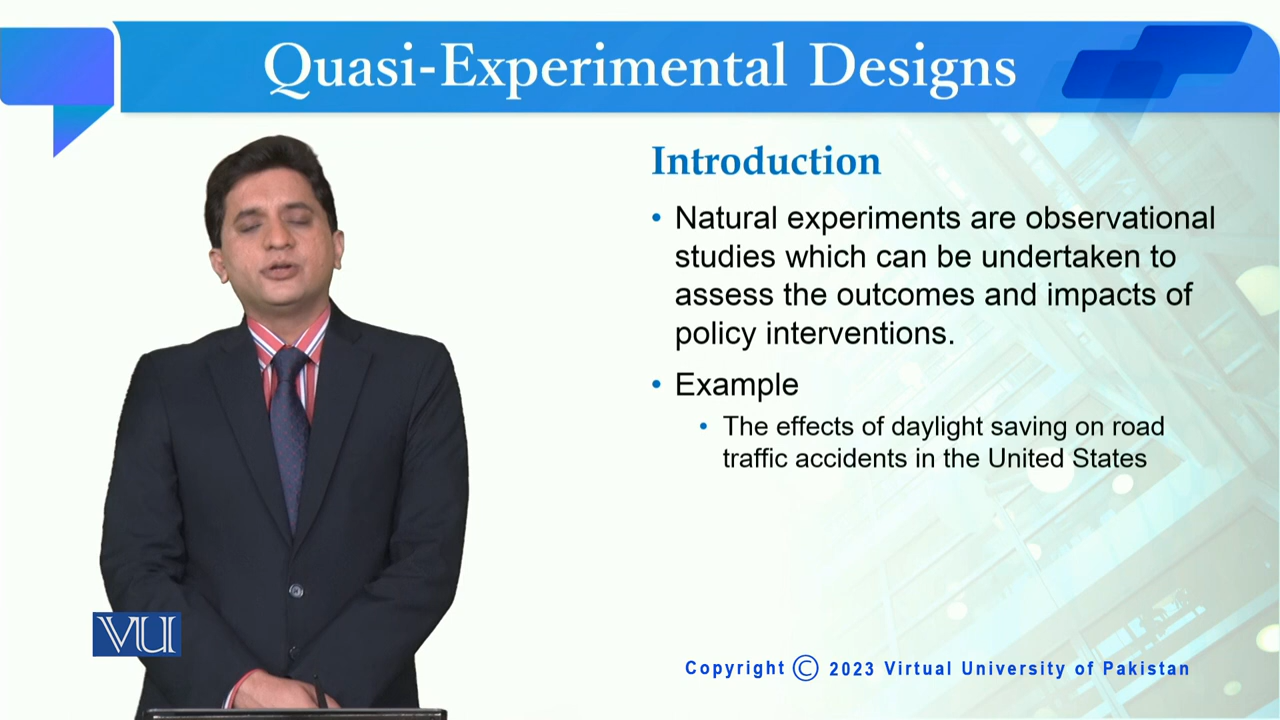 Quasi-Experimental Designs
Introduction
• Natural experiments are observational
studies which can be undertaken to
assess the outcomes and impacts of
policy interventions.
• Example
• The effects of daylight saving on road
traffic accidents in the United States
VU
Copyright © 2023 Virtual University of Pakistan